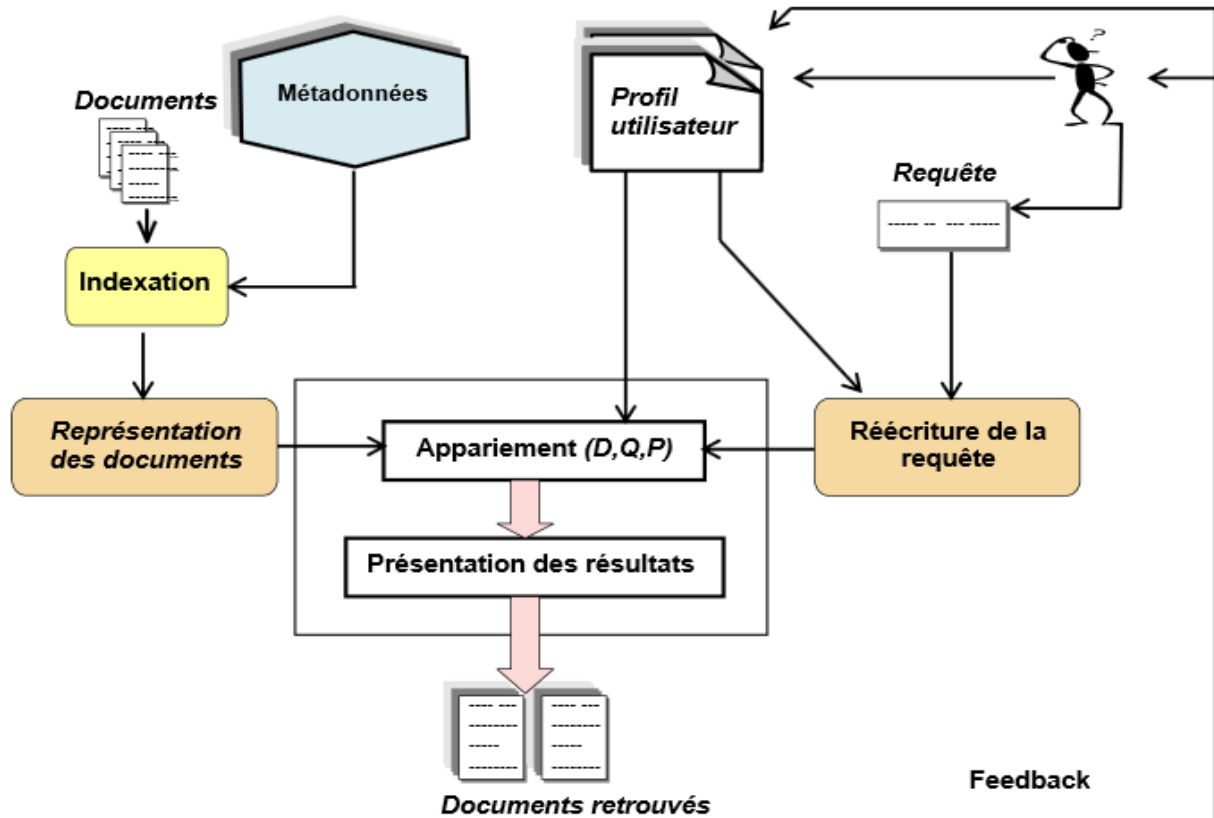 Documents
Métadonnées
Profil
utilisateur
?
Requête
Indexation
Représentation
des documents
Appariement (D,Q,P)
Réécriture de la
requête
Présentation des résultats
Documents retrouvés
Feedback